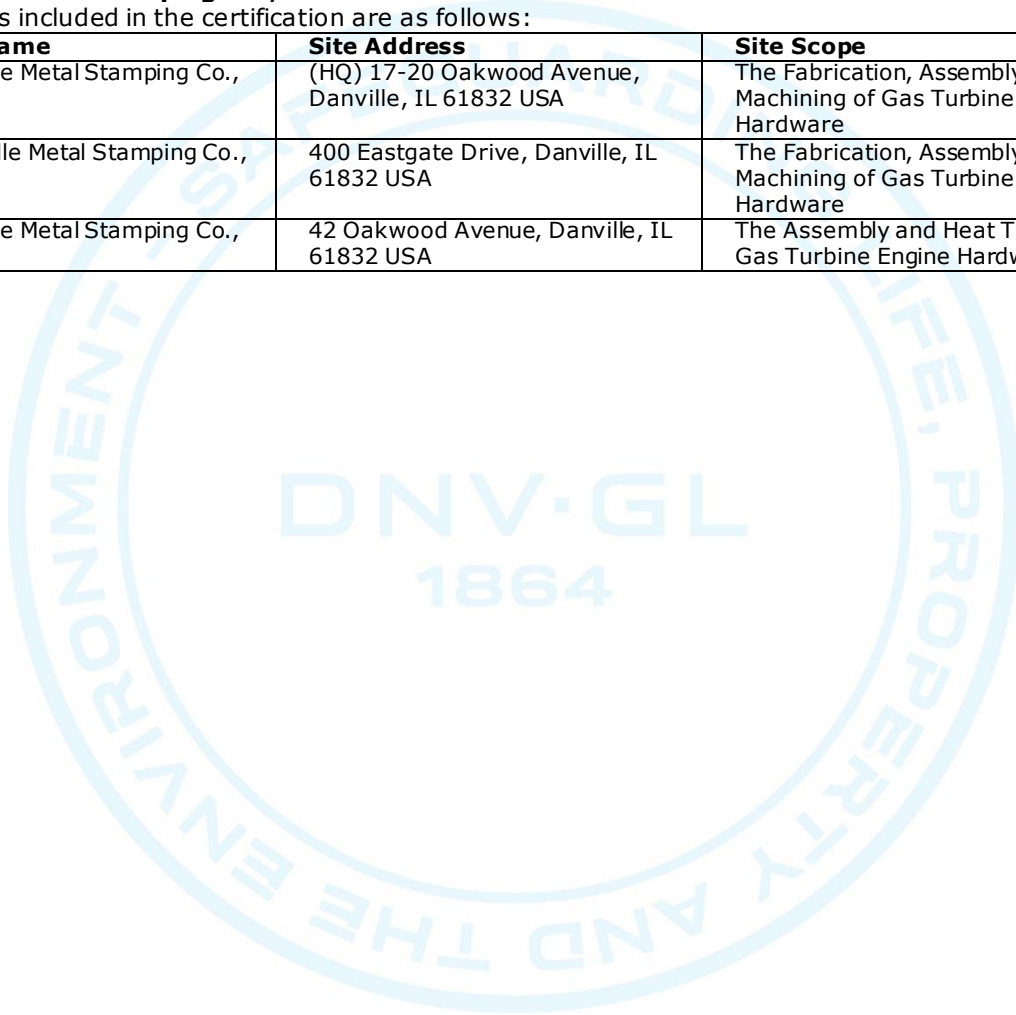 s included in the certification are as follows:
ame Site Address Site Scope
e Metal Stamping Co., (HQ) 17-20 Oakwood Avenue, The Fabrication, Assembly
Danville, IL 61832 USA Machining of Gas Turbine
Hardware
lle Metal Stamping Co., 400 Eastgate Drive, Danville, IL The Fabrication, Assembly
61832 USA Machining of Gas Turbine
Hardware
e Metal Stamping Co., 42 Oakwood Avenue, Danville, IL The Assembly and Heat T
61832 USA Gas Turbine Engine Hardw
SAFEGUARDING LIFE, PROPERTY AND THE ENVIRONMENT
DNV·GL
1864